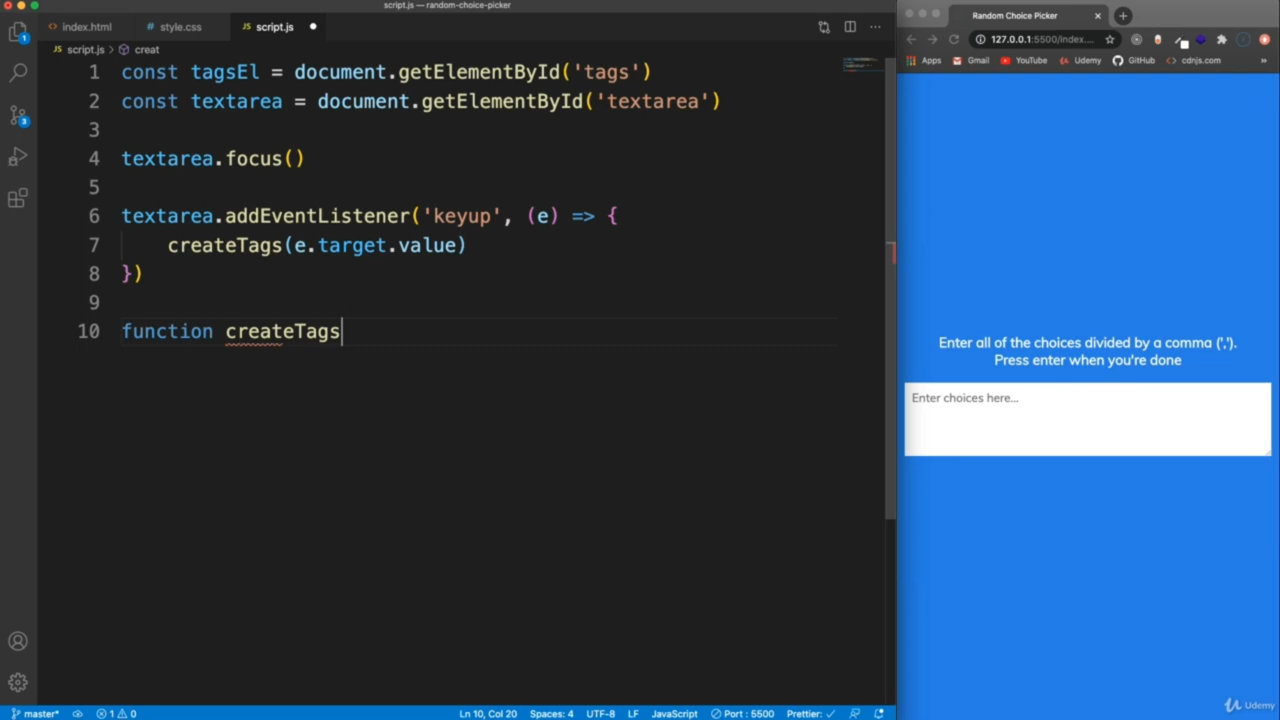 script.js — random-choice-picker
index.html
style.css
script.js
script.js > creat
1 const tagsEl = document.getElementById('tags')
2 const textarea = document.getElementById('textarea')
3
4 textarea.focus()
5
6 textarea.addEventListener('keyup', (e) => {
7 createTags(e.target.value)
8 })
9
10 function createTags
1
3
master*
1 0
Ln 10, Col 20
Spaces: 4
UTF-8
LF
JavaScript
Port : 5500
Prettier:
Random Choice Picker
127.0.0.1:5500/index....
Apps
Gmail
YouTube
Udemy
GitHub
cdnjs.com
»
Enter all of the choices divided by a comma (',').
Press enter when you're done
Enter choices here...
Udemy